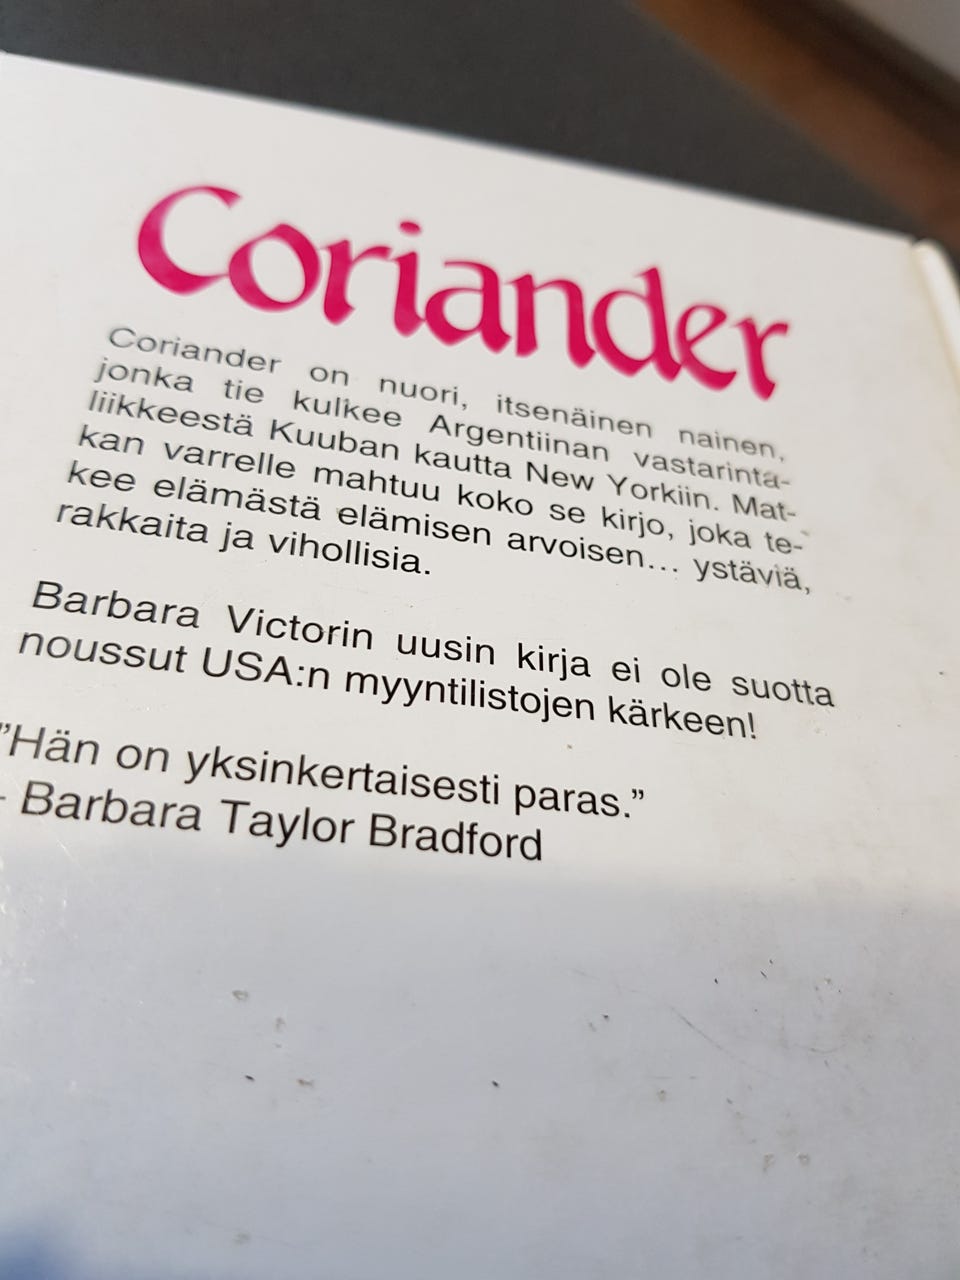 Coriander
Coriander on nuori, itsenäinen nainen,
jonka tie kulkee Argentiinan vastarinta-
liikkeestä Kuuban kautta New Yorkiin. Mat-
kan varrelle mahtuu koko se kirjo, joka te-
kee elämästä elämisen arvoisen... ystäviä,
rakkaita ja vihollisia.
Barbara Victorin uusin kirja ei ole suotta
noussut USA:n myyntilistojen kärkeen!
”Hän on yksinkertaisesti paras.”
- Barbara Taylor Bradford